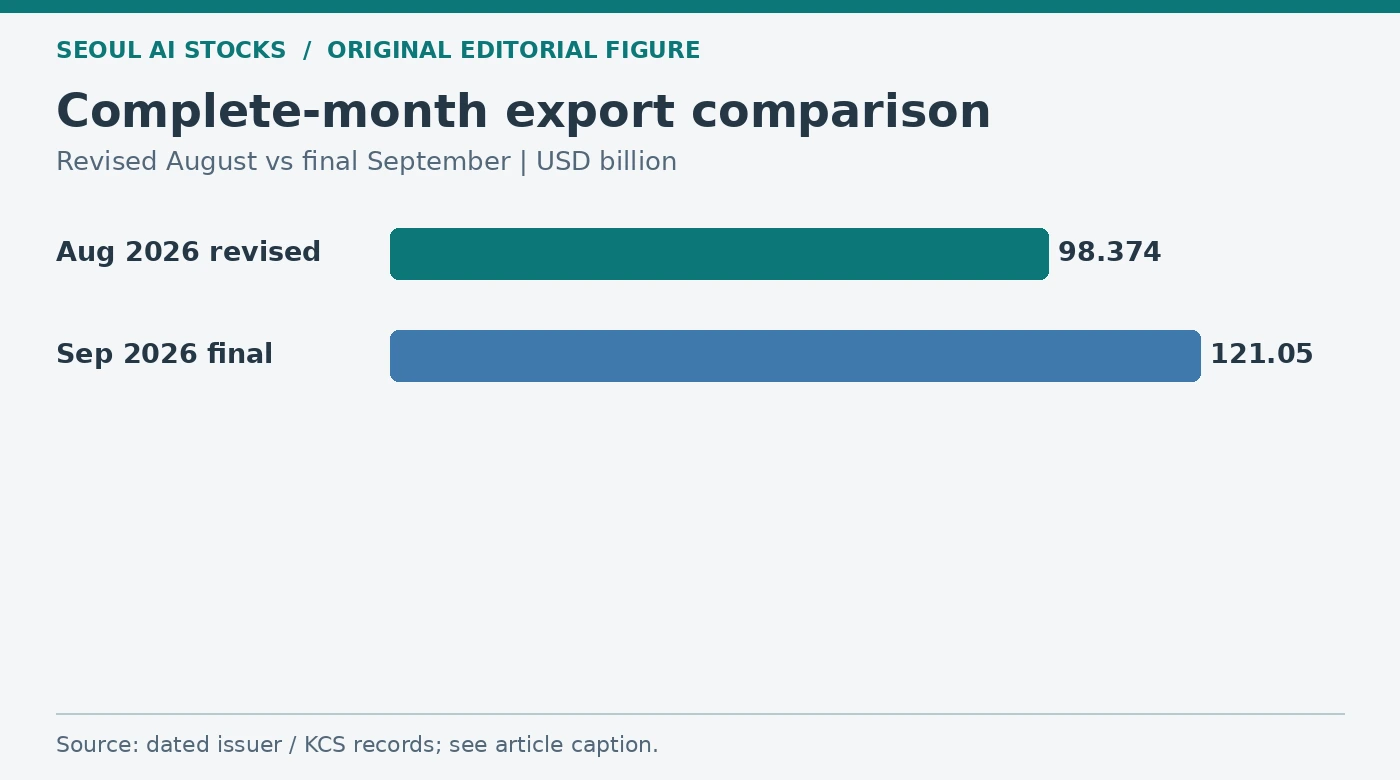 SEOUL AI STOCKS / ORIGINAL EDITORIAL FIGURE
Complete-month export comparison
Revised August vs final September | USD billion
Aug 2026 revised 98.374
Sep 2026 final 121.05
Source: dated issuer / KCS records; see article caption.